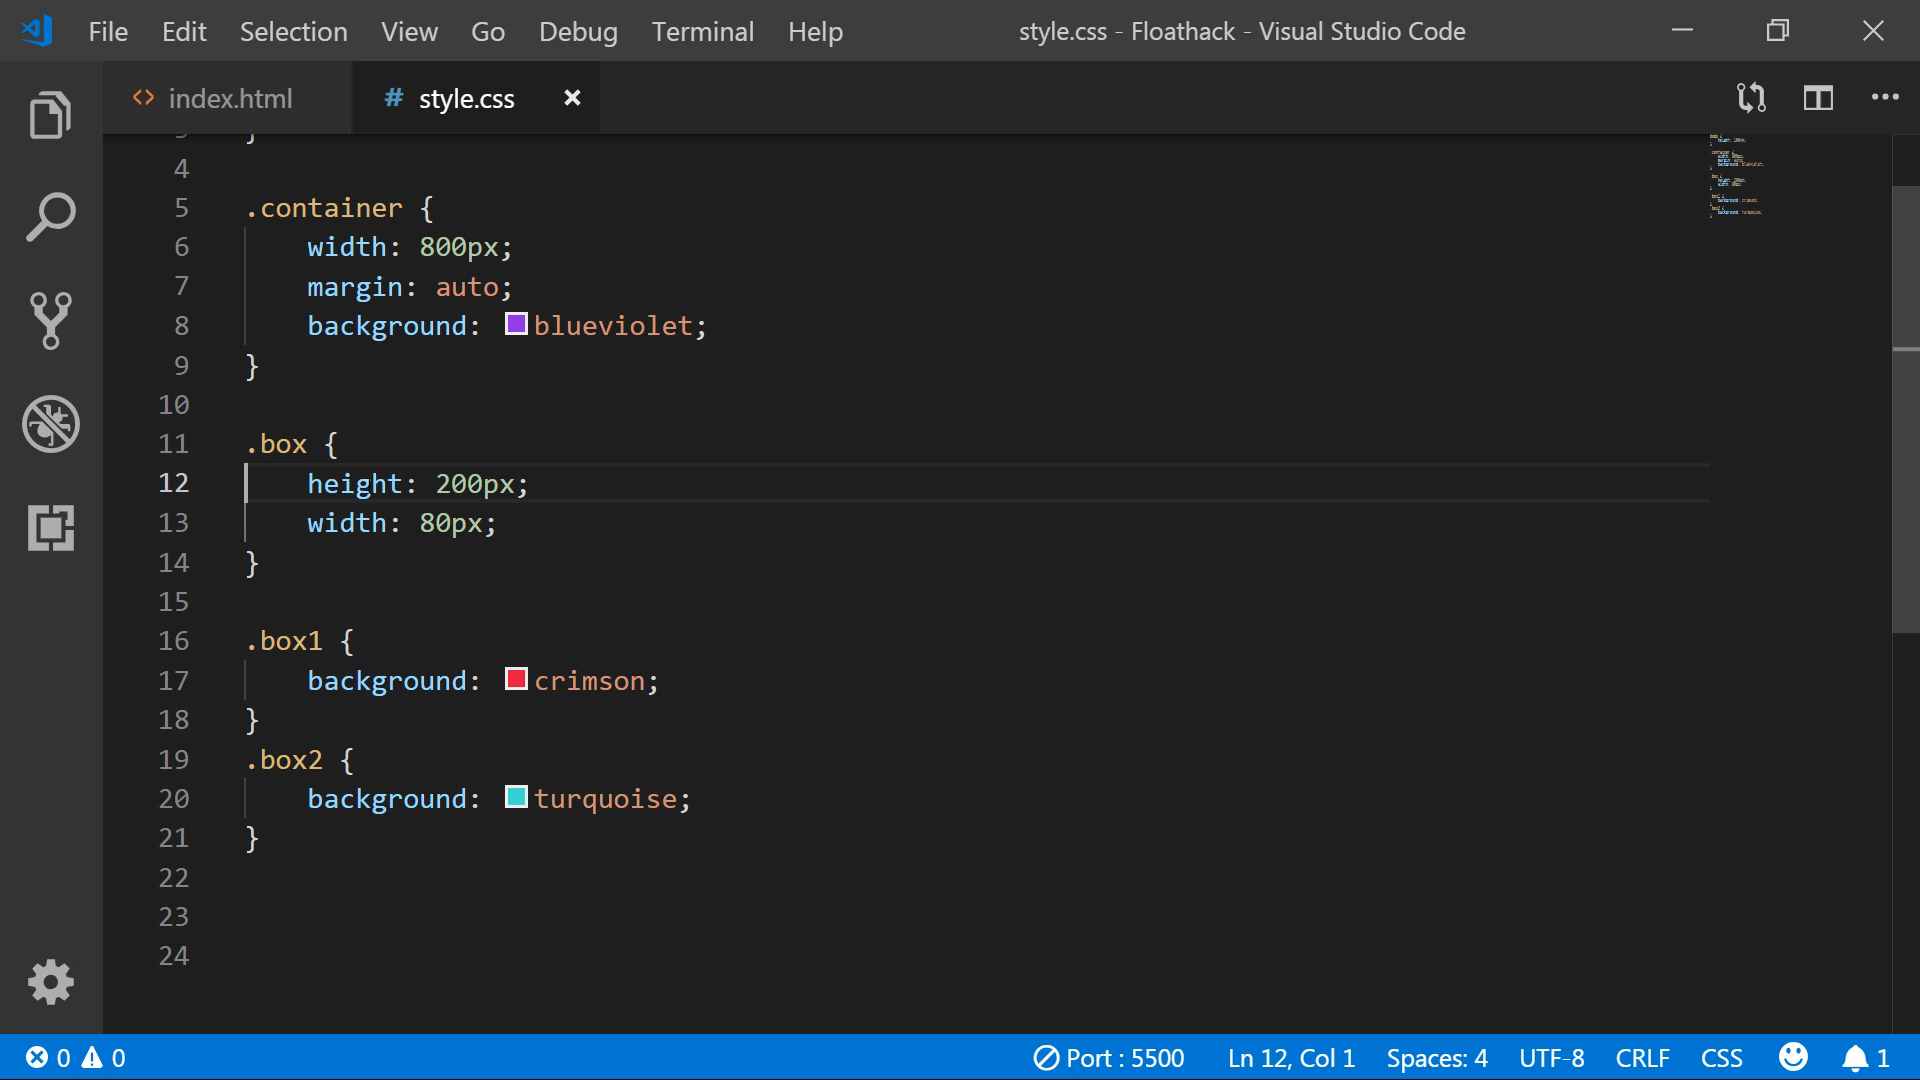 File Edit Selection View Go Debug Terminal Help style.css - Floathack - Visual Studio Code
<> index.html # style.css
}
4
5 .container {
6 width: 800px;
7 margin: auto;
8 background: blueviolet;
9 }
10
11 .box {
12 height: 200px;
13 width: 80px;
14 }
15
16 .box1 {
17 background: crimson;
18 }
19 .box2 {
20 background: turquoise;
21 }
22
23
24
0 0 Port : 5500 Ln 12, Col 1 Spaces: 4 UTF-8 CRLF CSS 1